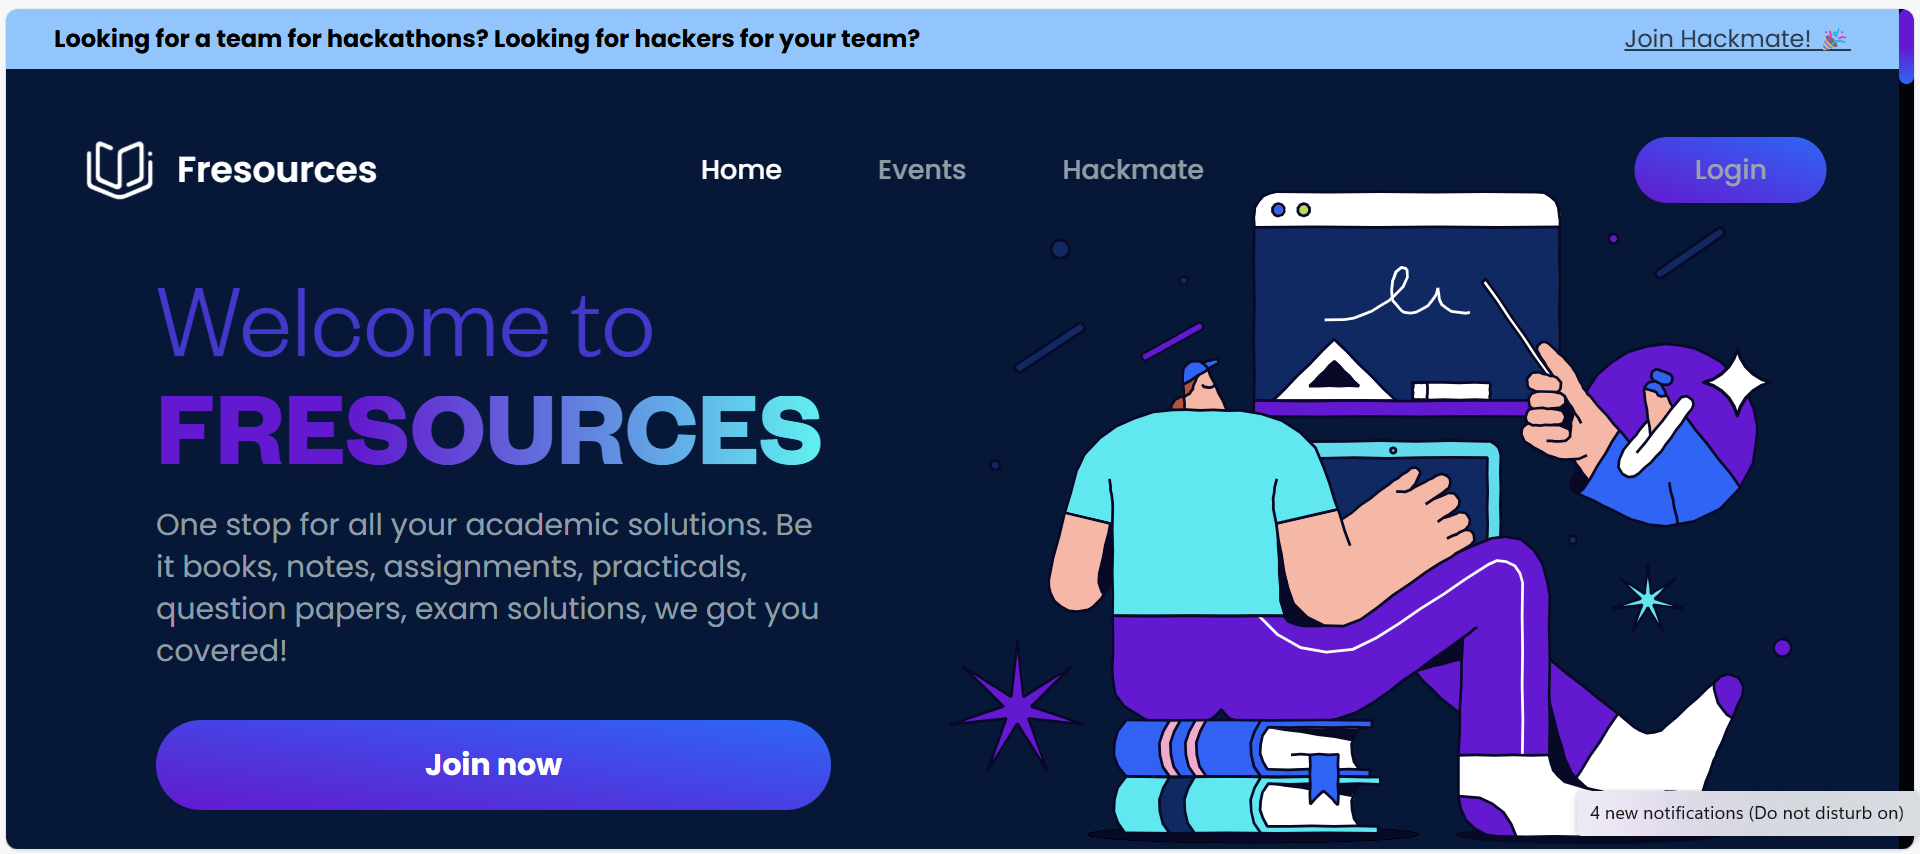 Looking for a team for hackathons? Looking for hackers for your team?
Join Hackmate! 🎉
Fresources
Home
Events
Hackmate
Login
Welcome to
FRESOURCES
One stop for all your academic solutions. Be
it books, notes, assignments, practicals,
question papers, exam solutions, we got you
covered!
Join now
4 new notifications (Do not disturb on)